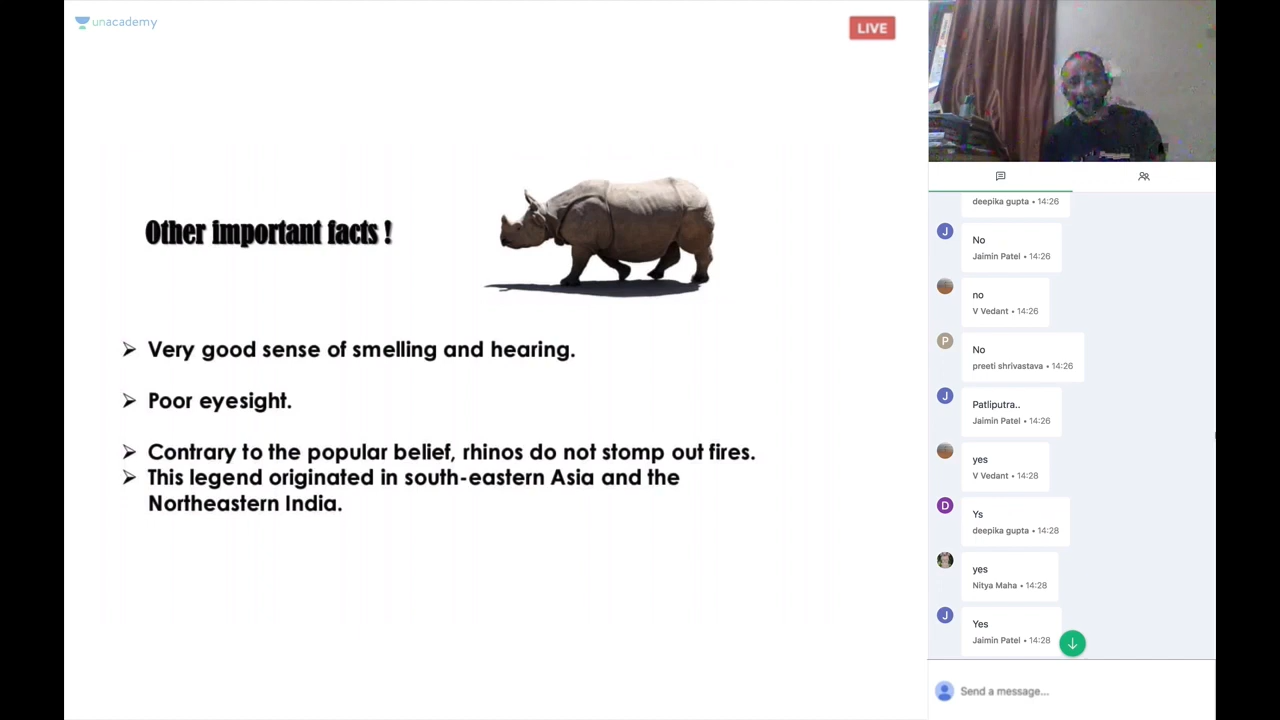 unacademy
LIVE
Other important facts !
Very good sense of smelling and hearing.
Poor eyesight.
Contrary to the popular belief, rhinos do not stomp out fires.
This legend originated in south-eastern Asia and the
Northeastern India.
deepika gupta • 14:26
J
No
Jaimin Patel • 14:26
no
V Vedant • 14:26
P
No
preeti shrivastava • 14:26
J
Patliputra..
Jaimin Patel • 14:26
yes
V Vedant • 14:28
D
Ys
deepika gupta • 14:28
yes
Nitya Maha • 14:28
J
Yes
Jaimin Patel • 14:28
Send a message...